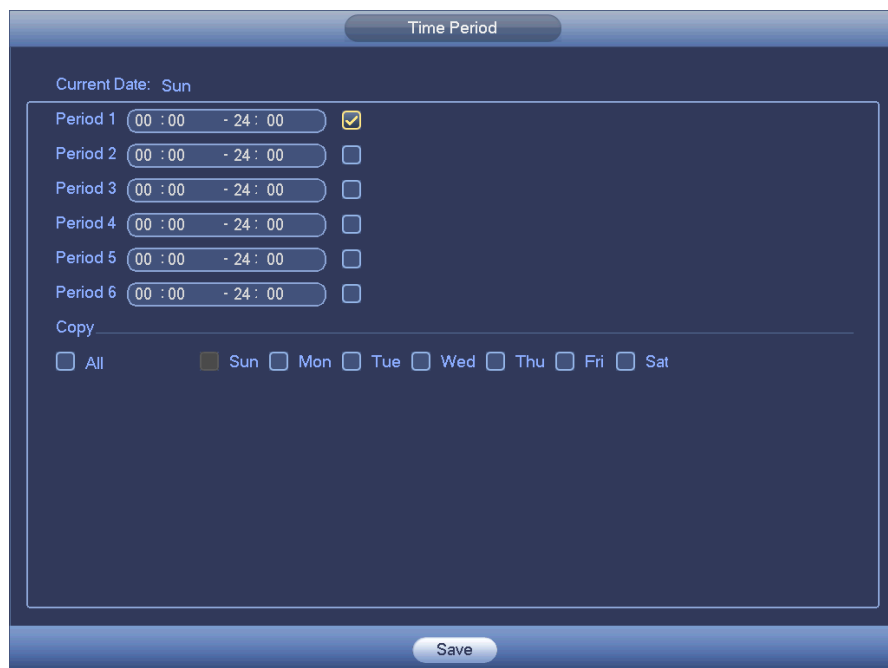 Time Period
Current Date: Sun
Period 1 00 :00 - 24 : 00
Period 2 00 :00 - 24 : 00
Period 3 00 :00 - 24 : 00
Period 4 00 :00 - 24 : 00
Period 5 00 :00 - 24 : 00
Period 6 00 :00 - 24 : 00
Copy
All Sun Mon Tue Wed Thu Fri Sat
Save